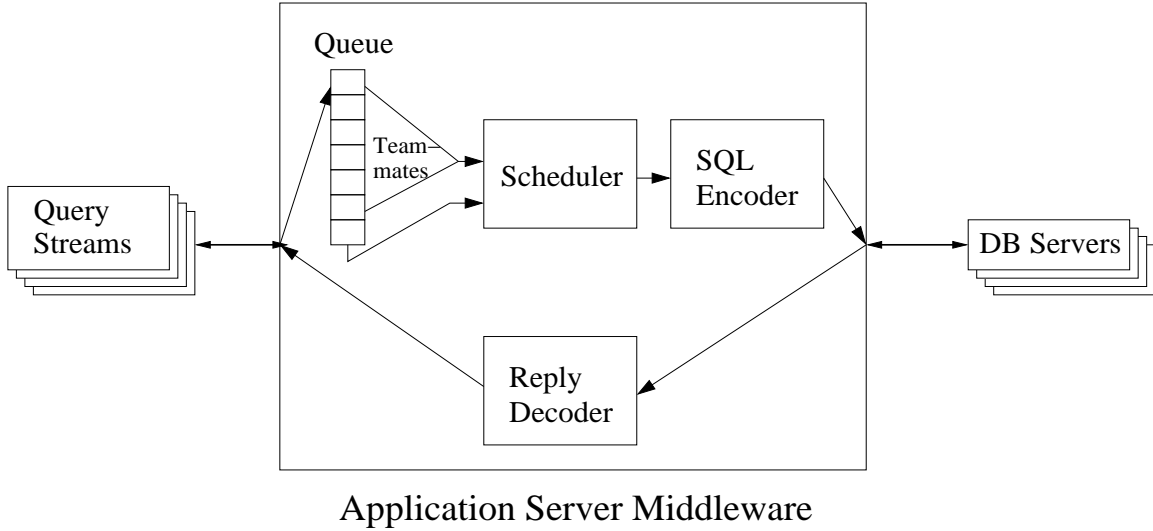 Queue
Team-
mates
Scheduler
SQL
Encoder
Query
Streams
DB Servers
Reply
Decoder
Application Server Middleware